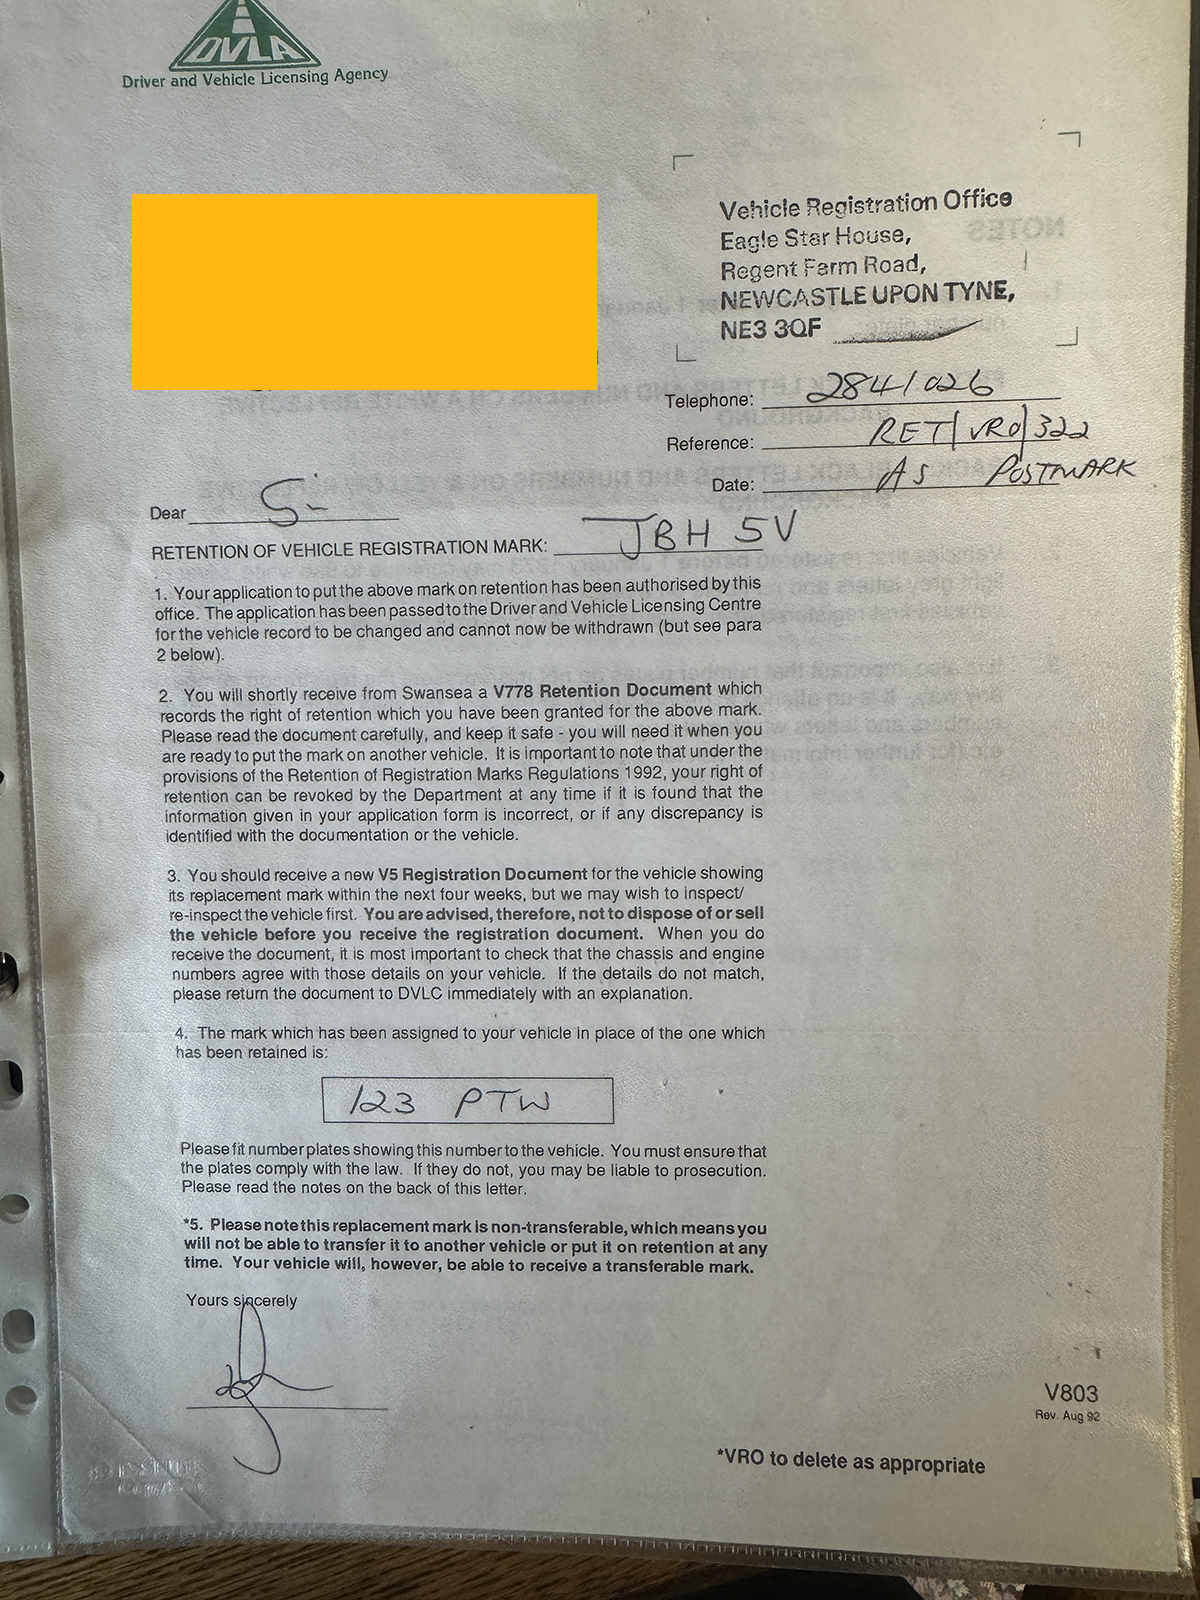 DVLA
Driver and Vehicle Licensing Agency
Vehicle Registration Office
Eagle Star House,
Regent Farm Road,
NEWCASTLE UPON TYNE,
NE3 3QF
Telephone: 2841026
Reference: RET/VRO/322
Date: AS POSTMARK
Dear Sir
RETENTION OF VEHICLE REGISTRATION MARK: JBH 5V
1. Your application to put the above mark on retention has been authorised by this
office. The application has been passed to the Driver and Vehicle Licensing Centre
for the vehicle record to be changed and cannot now be withdrawn (but see para
2 below).
2. You will shortly receive from Swansea a V778 Retention Document which
records the right of retention which you have been granted for the above mark.
Please read the document carefully, and keep it safe - you will need it when you
are ready to put the mark on another vehicle. It is important to note that under the
provisions of the Retention of Registration Marks Regulations 1992, your right of
retention can be revoked by the Department at any time if it is found that the
information given in your application form is incorrect, or if any discrepancy is
identified with the documentation or the vehicle.
3. You should receive a new V5 Registration Document for the vehicle showing
its replacement mark within the next four weeks, but we may wish to inspect/
re-inspect the vehicle first. You are advised, therefore, not to dispose of or sell
the vehicle before you receive the registration document. When you do
receive the document, it is most important to check that the chassis and engine
numbers agree with those details on your vehicle. If the details do not match,
please return the document to DVLC immediately with an explanation.
4. The mark which has been assigned to your vehicle in place of the one which
has been retained is:
123 PTW
Please fit number plates showing this number to the vehicle. You must ensure that
the plates comply with the law. If they do not, you may be liable to prosecution.
Please read the notes on the back of this letter.
*5. Please note this replacement mark is non-transferable, which means you
will not be able to transfer it to another vehicle or put it on retention at any
time. Your vehicle will, however, be able to receive a transferable mark.
Yours sincerely
V803
Rev. Aug 92
*VRO to delete as appropriate